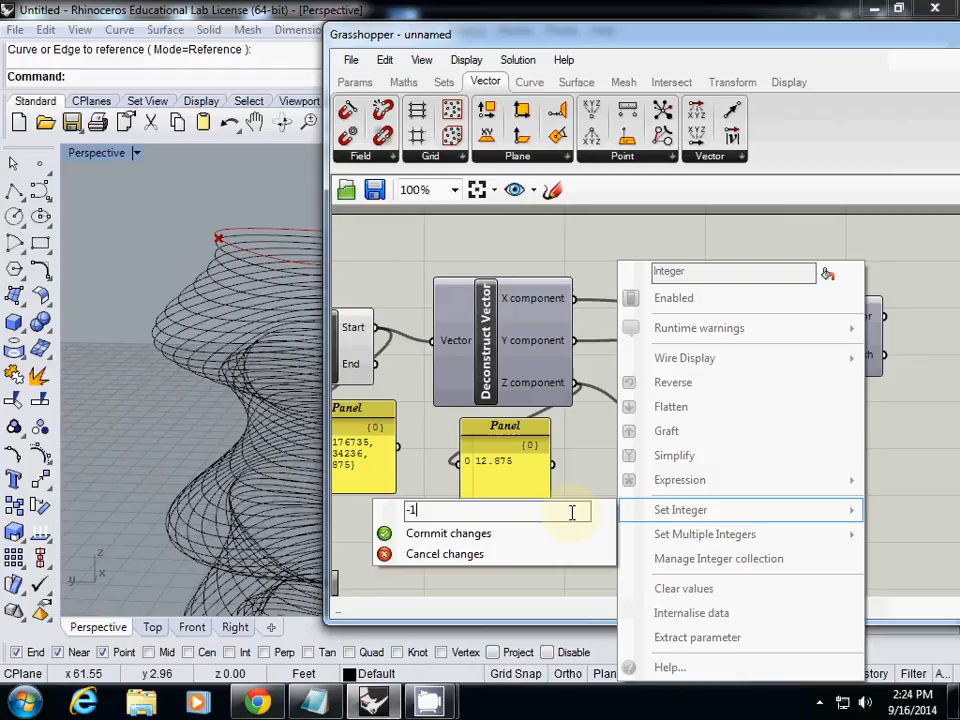 Untitled - Rhinoceros Educational Lab License (64-bit) - [Perspective]
File Edit View Curve Surface Solid Mesh Dimension
Curve or Edge to reference ( Mode=Reference ):
Command:
Standard CPlanes Set View Display Select Viewport
Perspective
Grasshopper - unnamed
File Edit View Display Solution Help
Params Maths Sets Vector Curve Surface Mesh Intersect Transform Display
Field Grid Plane Point Vector
100%
Start
End
Vector
Deconstruct Vector
X component
Y component
Z component
Panel
{0}
176735,
34236,
875}
Panel
{0}
0 12.875
-1
Commit changes
Cancel changes
Integer
Enabled
Runtime warnings
Wire Display
Reverse
Flatten
Graft
Simplify
Expression
Set Integer
Set Multiple Integers
Manage Integer collection
Clear values
Internalise data
Extract parameter
Help...
z
y
x
Perspective Top Front Right
End Near Point Mid Cen Int Perp Tan Quad Knot Vertex Project Disable
CPlane x 61.55 y 2.96 z 0.00 Feet Default Grid Snap Ortho Plan Filter A...
2:24 PM
9/16/2014